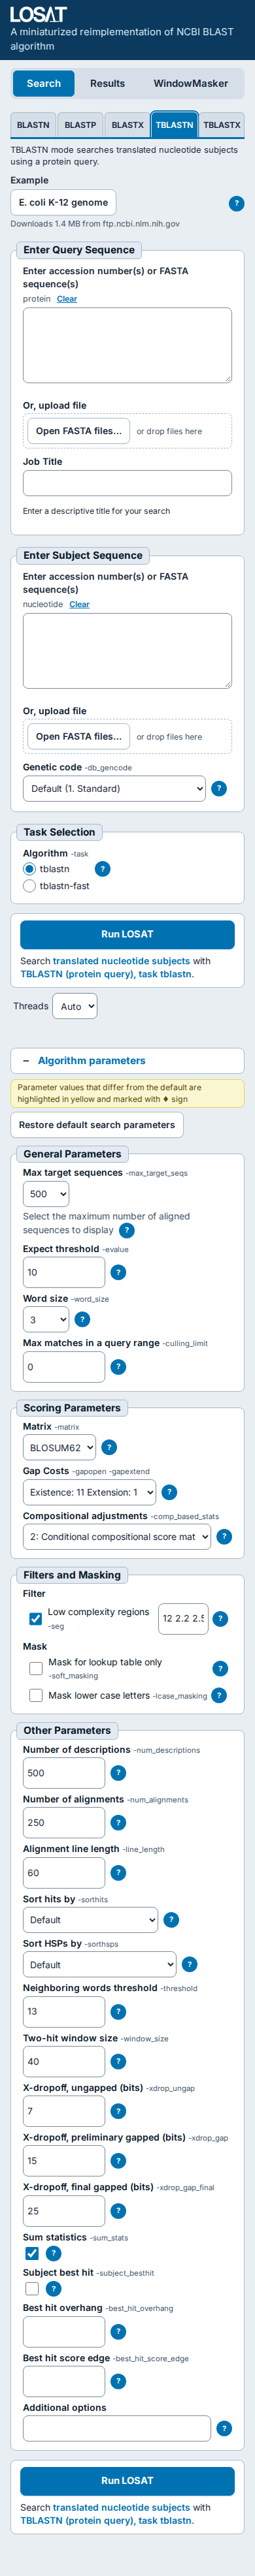 LOSAT
A miniaturized reimplementation of NCBI BLAST
algorithm
Search Results WindowMasker
BLASTN BLASTP BLASTX TBLASTN TBLASTX
TBLASTN mode searches translated nucleotide subjects
using a protein query.
Example
E. coli K-12 genome ?
Downloads 1.4 MB from ftp.ncbi.nlm.nih.gov
Enter Query Sequence
Enter accession number(s) or FASTA
sequence(s)
protein Clear
Or, upload file
Open FASTA files... or drop files here
Job Title
Enter a descriptive title for your search
Enter Subject Sequence
Enter accession number(s) or FASTA
sequence(s)
nucleotide Clear
Or, upload file
Open FASTA files... or drop files here
Genetic code -db_gencode
Default (1. Standard) ?
Task Selection
Algorithm -task
tblastn ?
tblastn-fast
Run LOSAT
Search translated nucleotide subjects with
TBLASTN (protein query), task tblastn.
Threads Auto
− Algorithm parameters
Parameter values that differ from the default are
highlighted in yellow and marked with ♦ sign
Restore default search parameters
General Parameters
Max target sequences -max_target_seqs
500
Select the maximum number of aligned
sequences to display ?
Expect threshold -evalue
10 ?
Word size -word_size
3 ?
Max matches in a query range -culling_limit
0 ?
Scoring Parameters
Matrix -matrix
BLOSUM62 ?
Gap Costs -gapopen -gapextend
Existence: 11 Extension: 1 ?
Compositional adjustments -comp_based_stats
2: Conditional compositional score mat ?
Filters and Masking
Filter
Low complexity regions
-seg
12 2.2 2.5 ?
Mask
Mask for lookup table only
-soft_masking
?
Mask lower case letters -lcase_masking ?
Other Parameters
Number of descriptions -num_descriptions
500 ?
Number of alignments -num_alignments
250 ?
Alignment line length -line_length
60 ?
Sort hits by -sorthits
Default ?
Sort HSPs by -sorthsps
Default ?
Neighboring words threshold -threshold
13 ?
Two-hit window size -window_size
40 ?
X-dropoff, ungapped (bits) -xdrop_ungap
7 ?
X-dropoff, preliminary gapped (bits) -xdrop_gap
15 ?
X-dropoff, final gapped (bits) -xdrop_gap_final
25 ?
Sum statistics -sum_stats
?
Subject best hit -subject_besthit
?
Best hit overhang -best_hit_overhang
?
Best hit score edge -best_hit_score_edge
?
Additional options
?
Run LOSAT
Search translated nucleotide subjects with
TBLASTN (protein query), task tblastn.